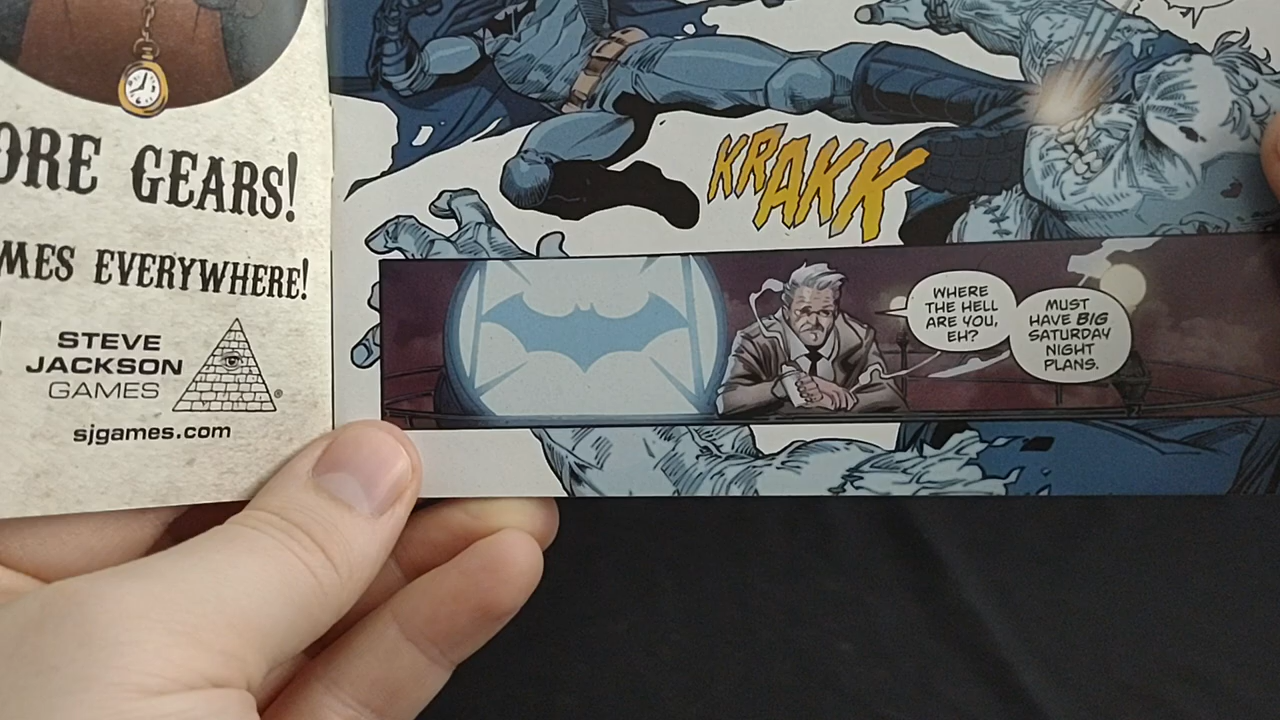 ORE GEARS!
MES EVERYWHERE!
STEVE
JACKSON
GAMES
sjgames.com
KRAKK
WHERE
THE HELL
ARE YOU,
EH?
MUST
HAVE BIG
SATURDAY
NIGHT
PLANS.